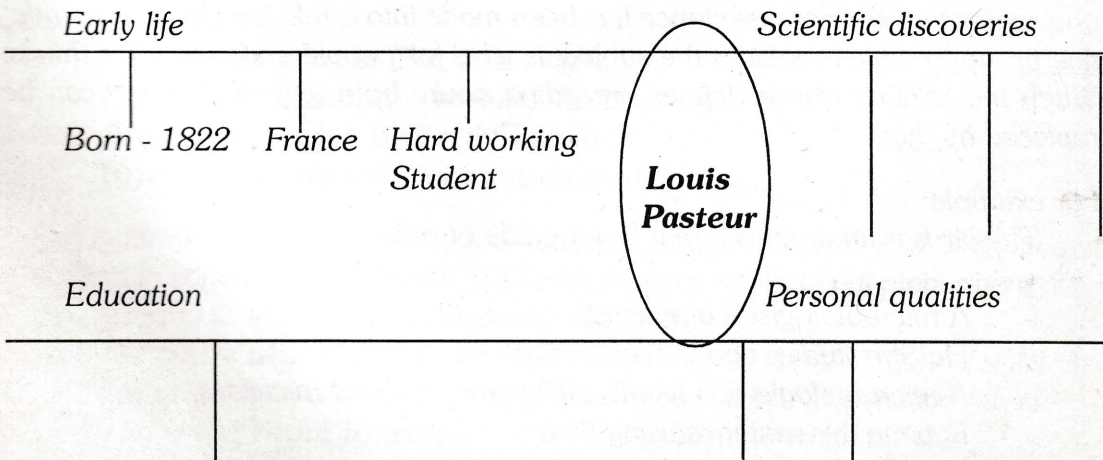 Early life
Scientific discoveries
Born - 1822 France Hard working
Student
Louis
Pasteur
Education
Personal qualities